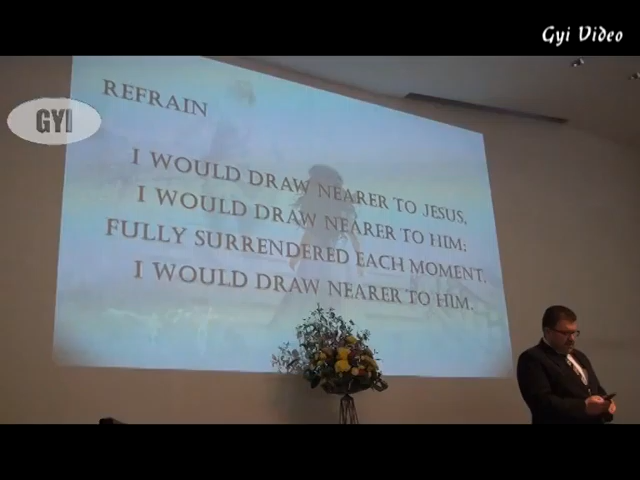 Gyi Video
GYI
REFRAIN
I WOULD DRAW NEARER TO JESUS,
I WOULD DRAW NEARER TO HIM;
FULLY SURRENDERED EACH MOMENT.
I WOULD DRAW NEARER TO HIM.